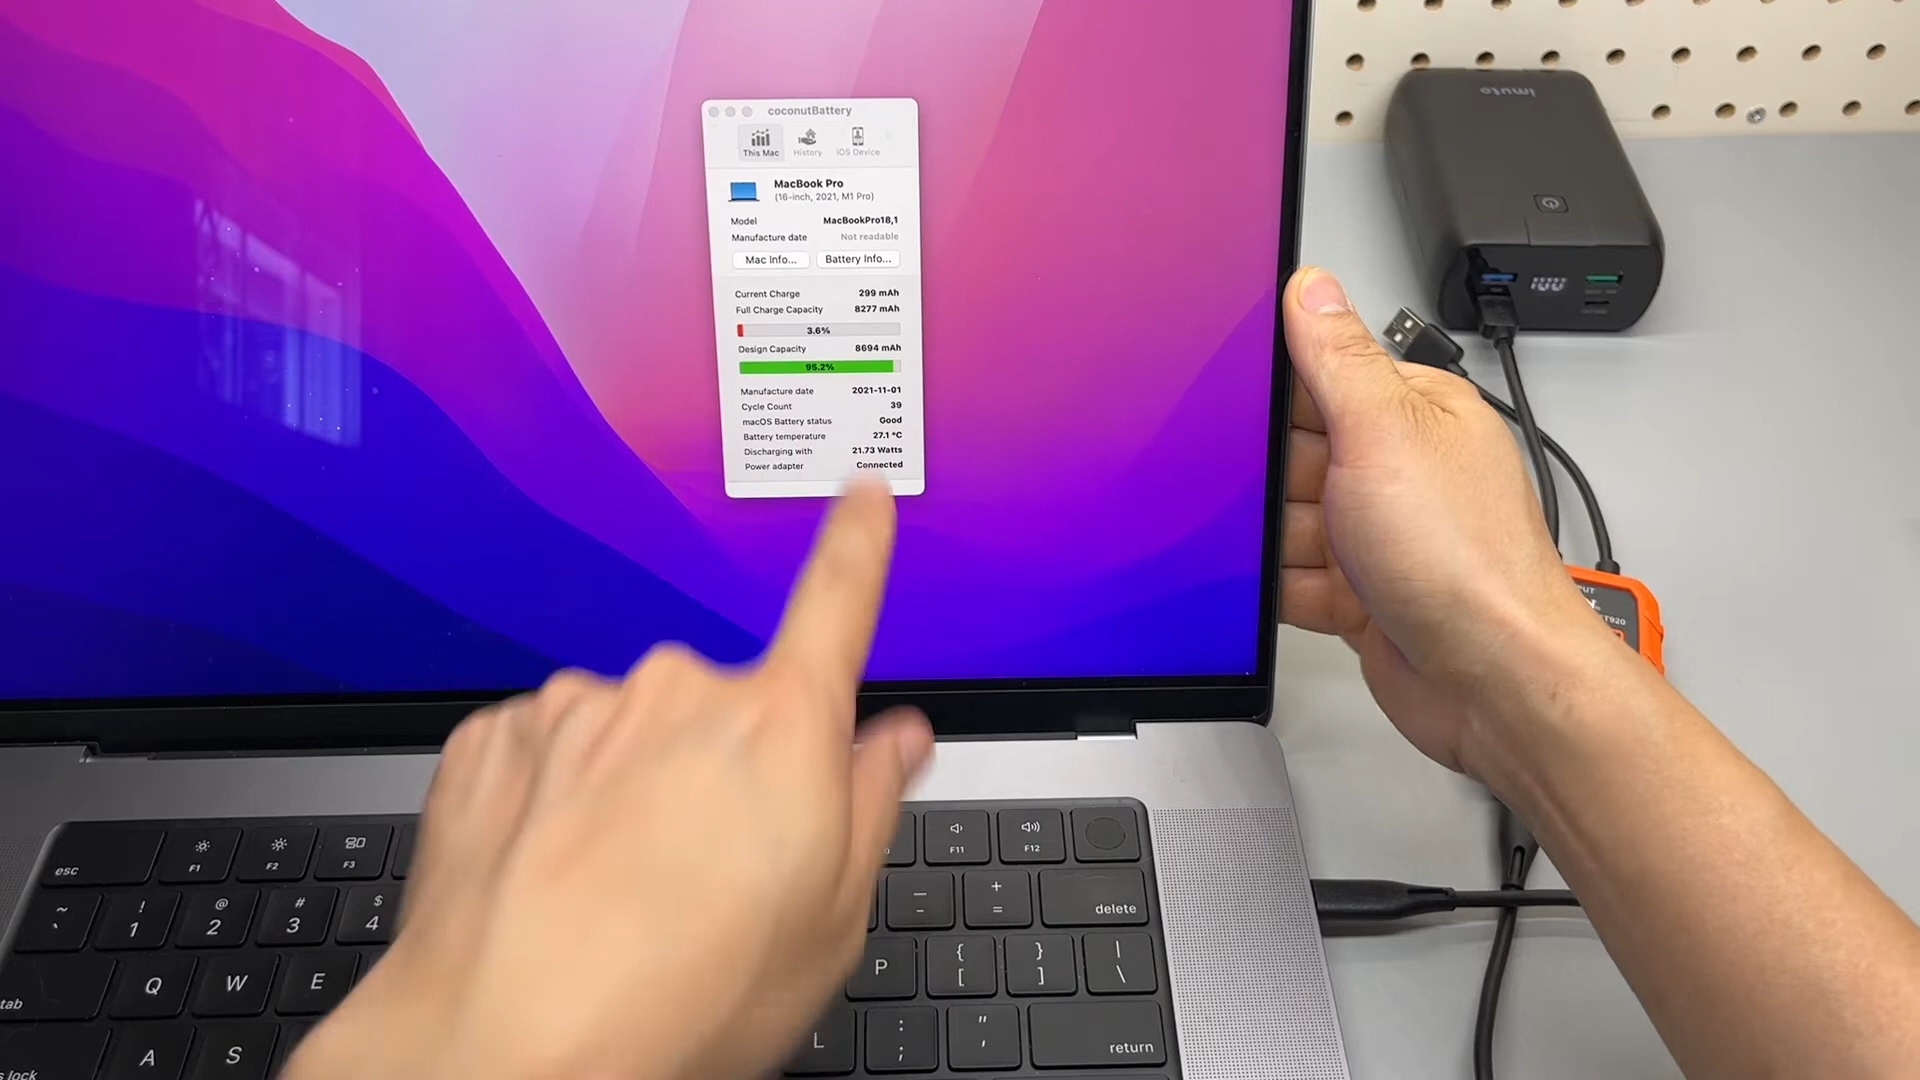 coconutBattery
This Mac History iOS Device
MacBook Pro
(16-inch, 2021, M1 Pro)
Model MacBookPro18,1
Manufacture date Not readable
Mac Info... Battery Info...
Current Charge 299 mAh
Full Charge Capacity 8277 mAh
3.6%
Design Capacity 8694 mAh
95.2%
Manufacture date 2021-11-01
Cycle Count 39
macOS Battery status Good
Battery temperature 27.1 °C
Discharging with 21.73 Watts
Power adapter Connected
imuto
100
T920
esc F1 F2 F3 F11 F12
~ ! @ # $ — +
` 1 2 3 4 - = delete
tab Q W E P { [ } ] | \
A S L : ; " ' return
s lock